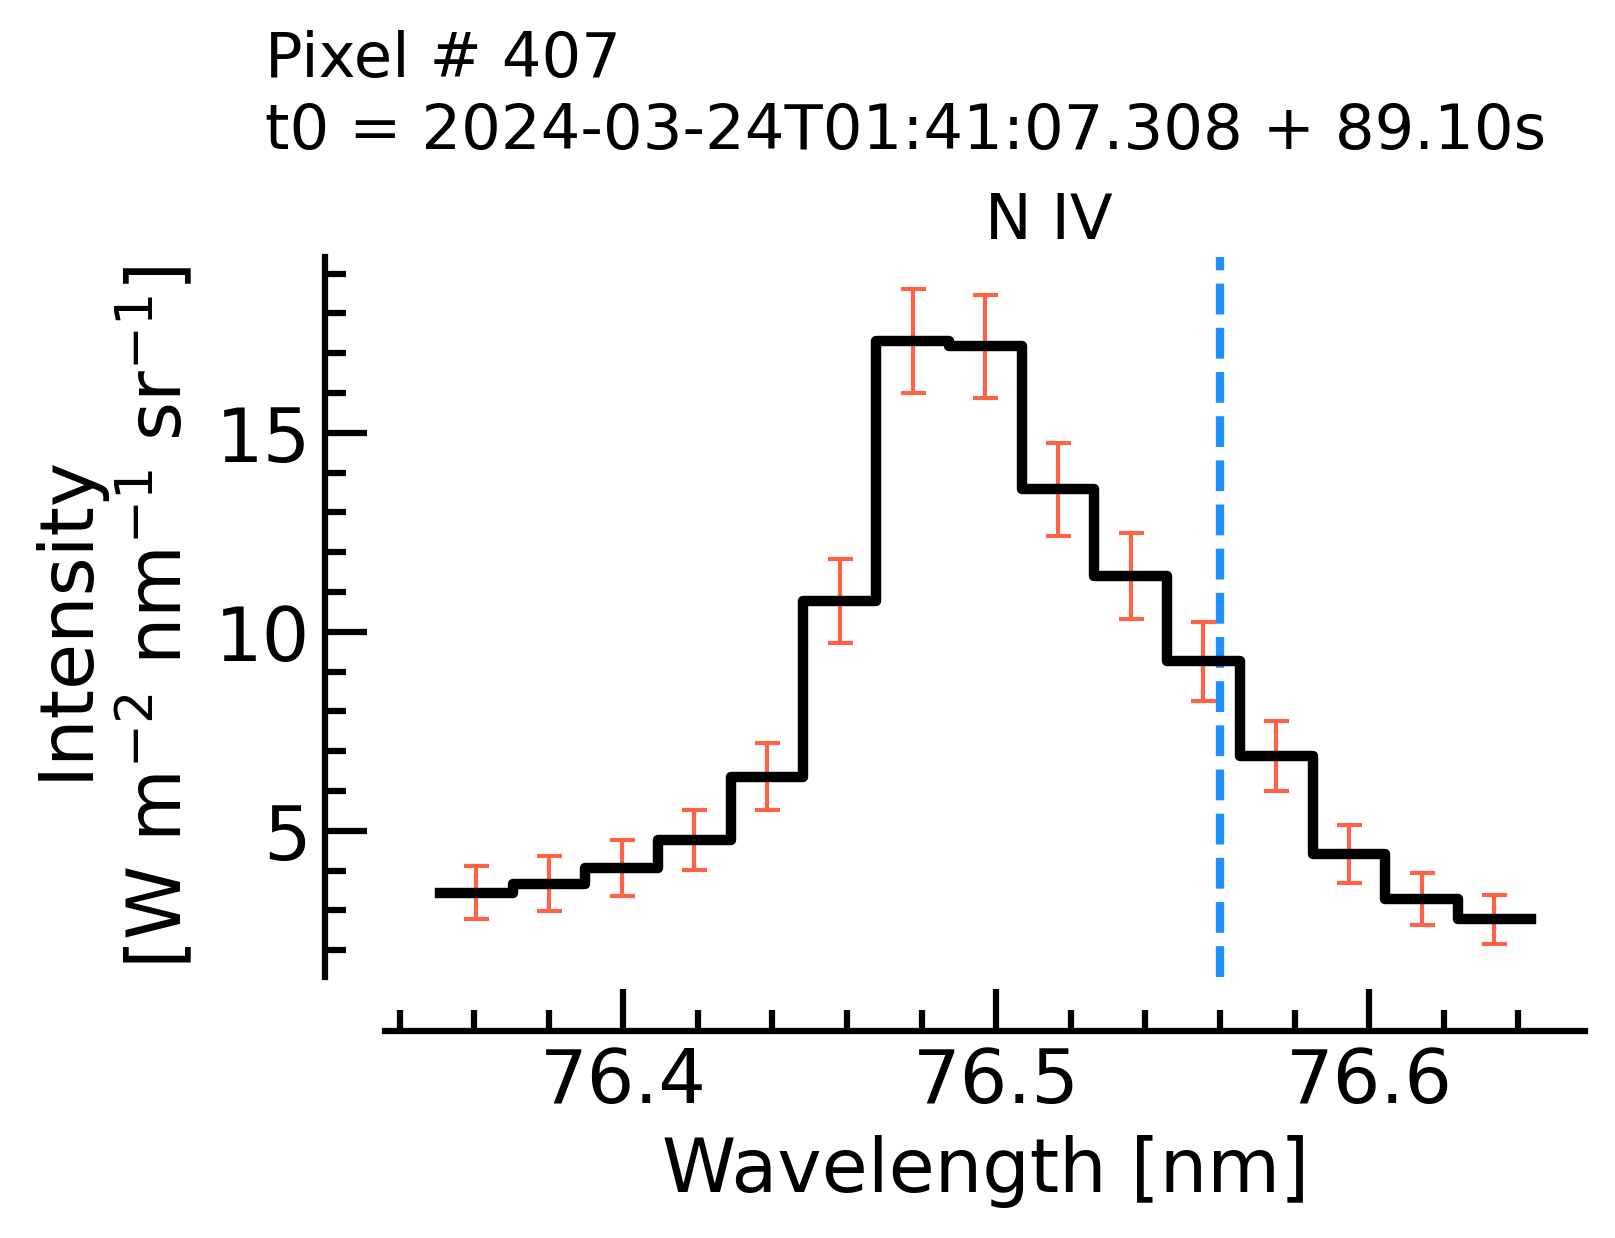 Pixel # 407
t0 = 2024-03-24T01:41:07.308 + 89.10s
N IV
Intensity
[W m⁻² nm⁻¹ sr⁻¹]
15
10
5
76.4 76.5 76.6
Wavelength [nm]